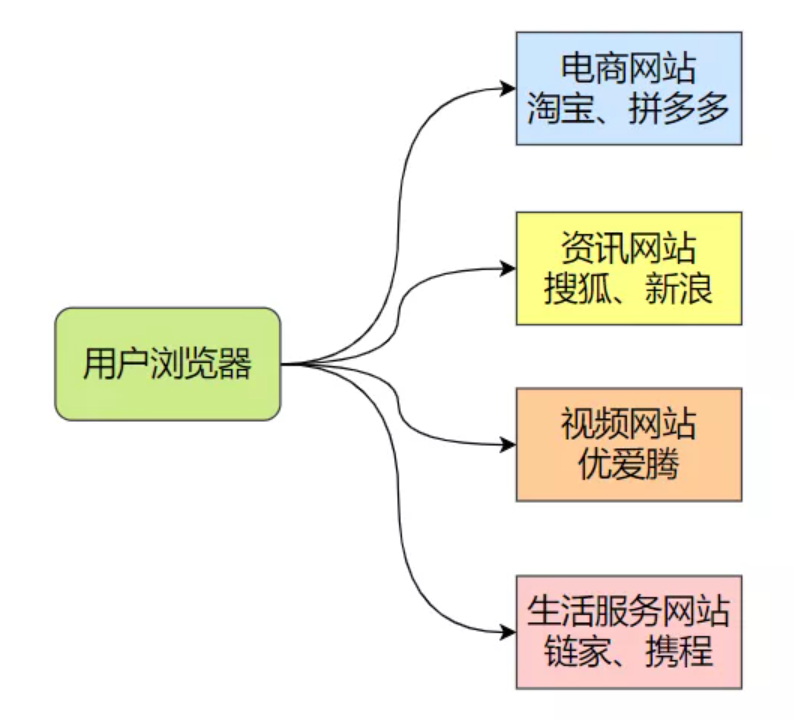 电商网站
淘宝、拼多多
资讯网站
搜狐、新浪
用户浏览器
视频网站
优爱腾
生活服务网站
链家、携程